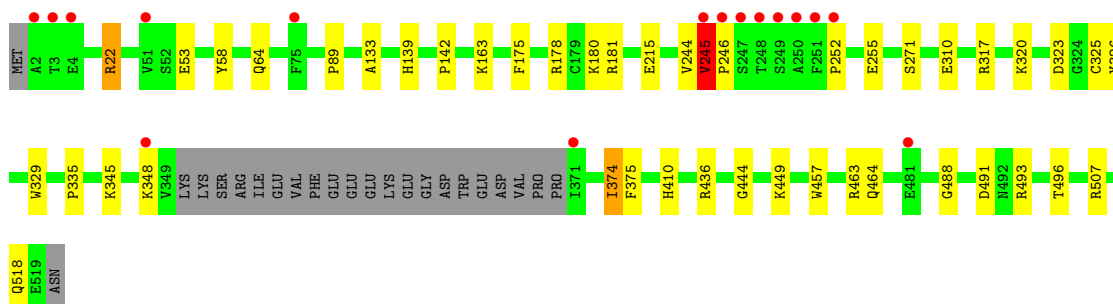 MET A2 T3 E4 R22 V51 S52 E53 Y58 Q64 F75 P89 A133 H139 P142 K163 F175 R178 C179 K180 R181 E215 V244 V245 P246 S247 T248 S249 A250 F251 P252 E255 S271 E310 R317 K320 D323 G324 C325
W329 P335 K345 K348 V349 LYS LYS SER ARG ILE GLU VAL PHE GLU GLU GLU LYS GLU GLY ASP TRP GLU ASP VAL PRO PRO I371 I374 F375 H410 R436 G444 K449 W457 R463 Q464 E481 G488 D491 N492 R493 T496 R507
Q518 E519 ASN